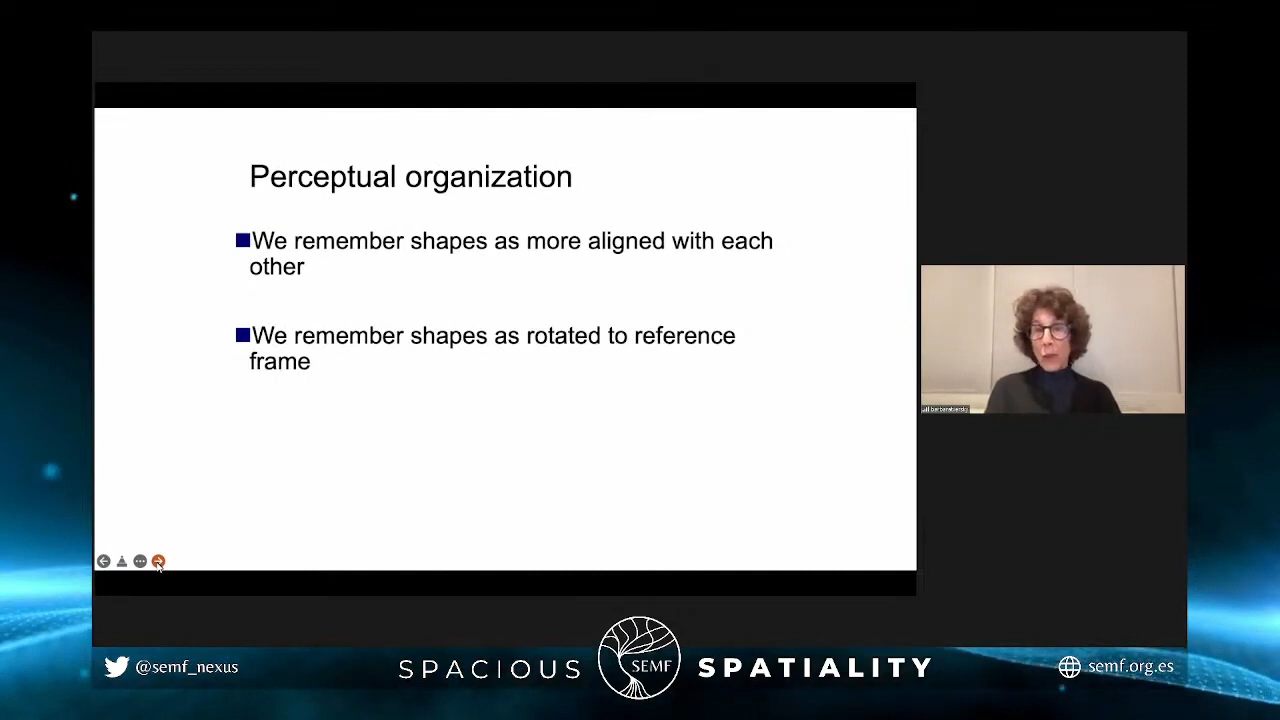 Perceptual organization
We remember shapes as more aligned with each
other
We remember shapes as rotated to reference
frame
@semf_nexus
SPACIOUS
SEMF
SPATIALITY
semf.org.es